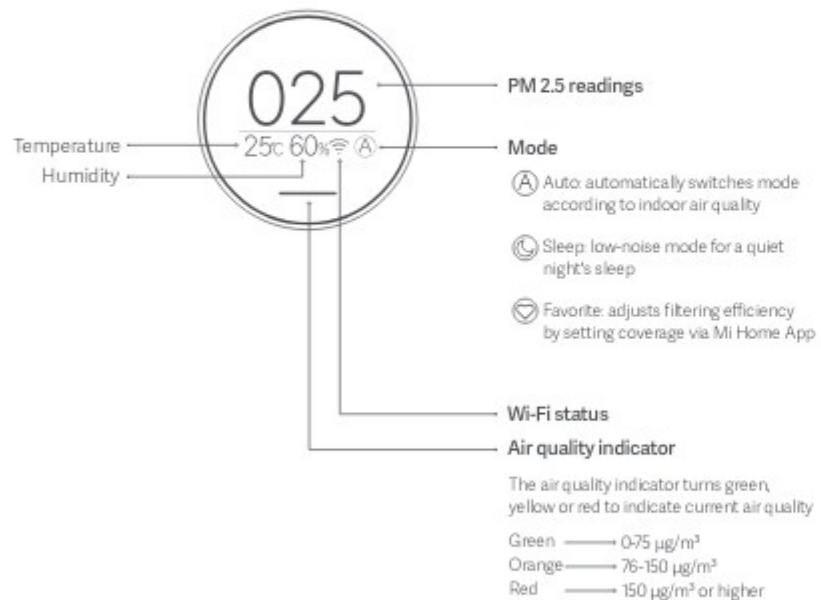 025
25°C 60% A
Temperature
Humidity
PM 2.5 readings
Mode
A Auto: automatically switches mode
according to indoor air quality
Sleep: low-noise mode for a quiet
night's sleep
Favorite: adjusts filtering efficiency
by setting coverage via Mi Home App
Wi-Fi status
Air quality indicator
The air quality indicator turns green,
yellow or red to indicate current air quality
Green 0-75 µg/m³
Orange 76-150 µg/m³
Red 150 µg/m³ or higher